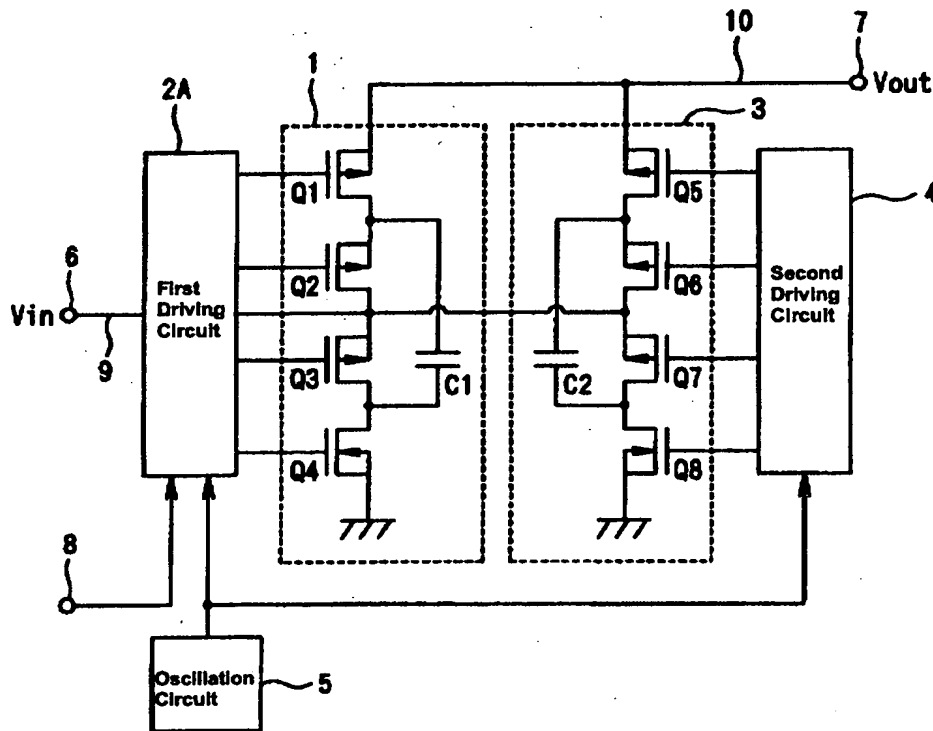 10
7
1
Vout
2A
3
Q1
Q5
4
6
Q2
Q6
First
Driving
Circuit
Second
Driving
Circuit
Vin
9
Q3
C1
C2
Q7
Q4
Q8
8
Oscillation
Circuit
5